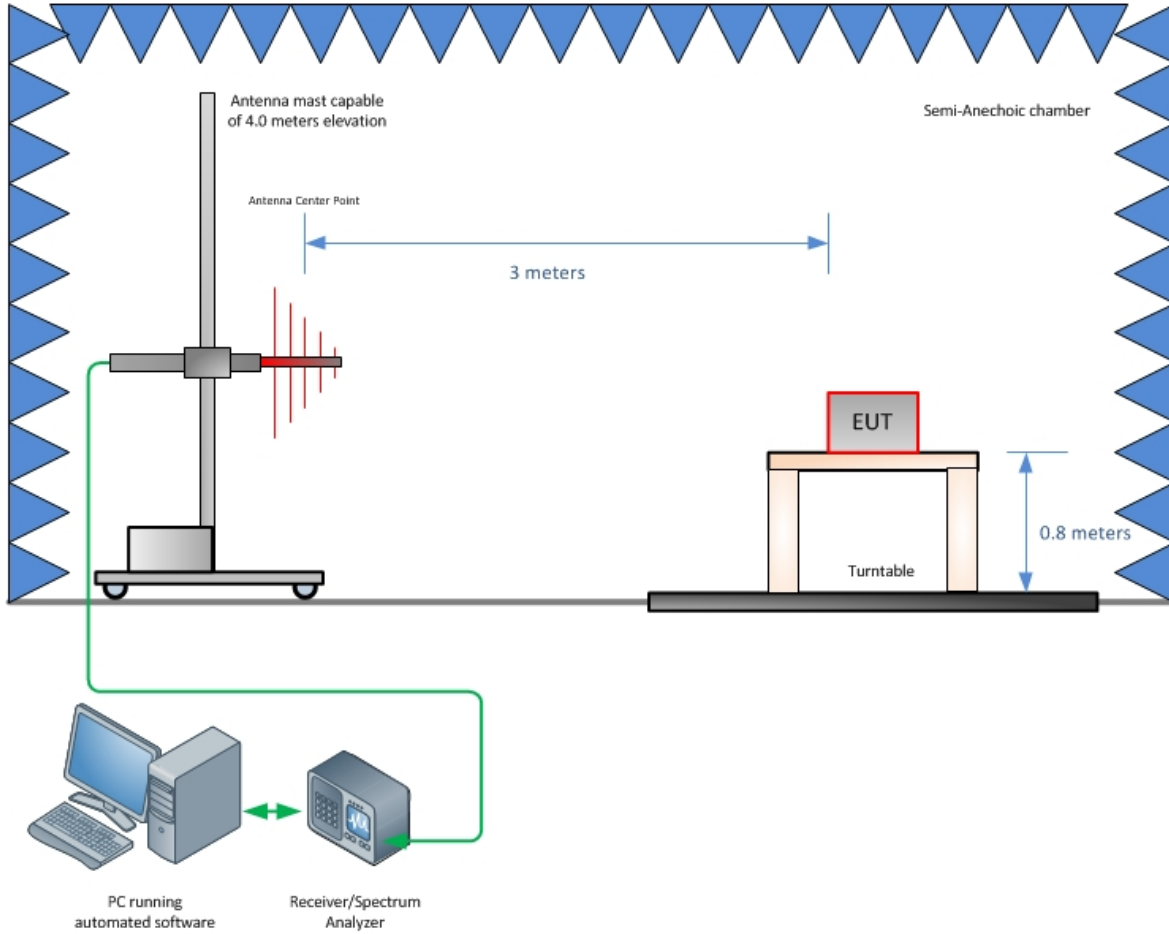 Antenna mast capable
of 4.0 meters elevation
Semi-Anechoic chamber
Antenna Center Point
3 meters
EUT
0.8 meters
Turntable
PC running
automated software
Receiver/Spectrum
Analyzer